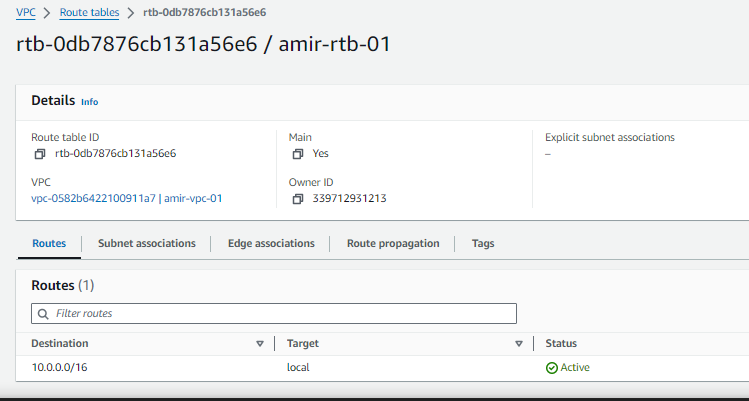 VPC > Route tables > rtb-0db7876cb131a56e6
rtb-0db7876cb131a56e6 / amir-rtb-01
Details Info
Route table ID Main Explicit subnet associations
rtb-0db7876cb131a56e6 Yes –
VPC Owner ID
vpc-0582b6422100911a7 | amir-vpc-01 339712931213
Routes Subnet associations Edge associations Route propagation Tags
Routes (1)
Filter routes
Destination Target Status
10.0.0.0/16 local Active